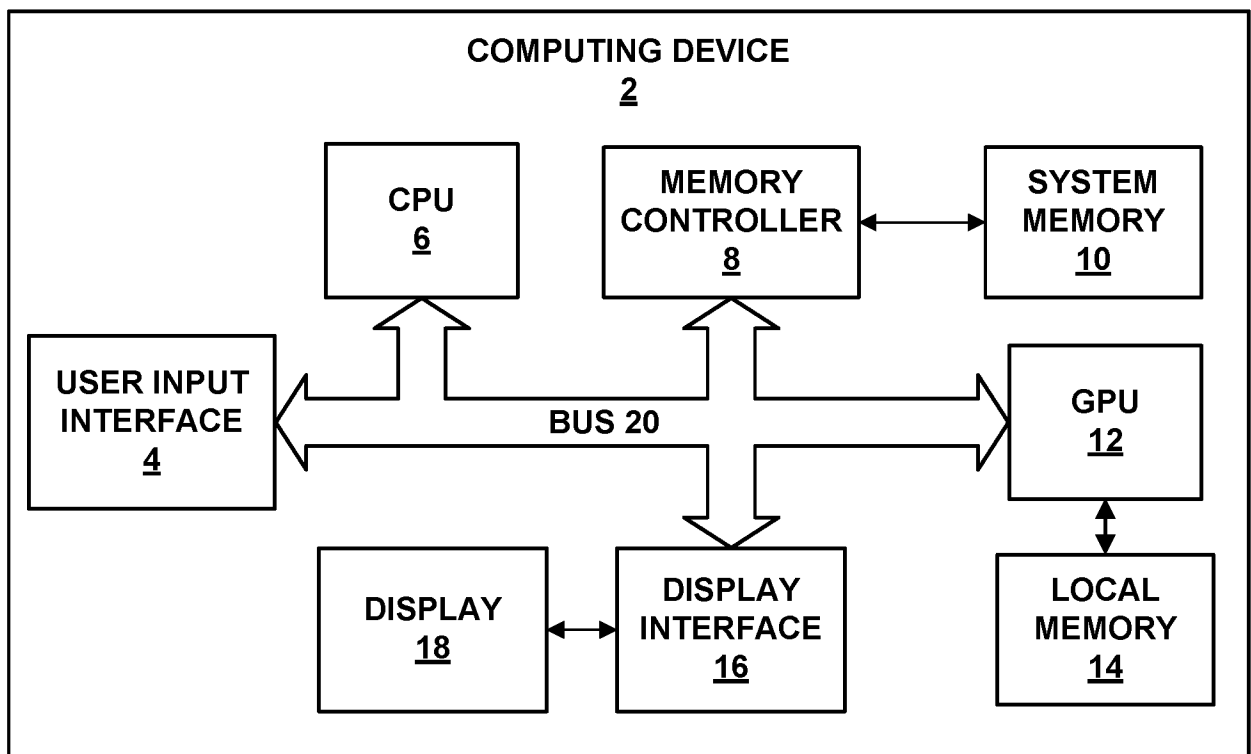 COMPUTING DEVICE
2
CPU
6
MEMORY
CONTROLLER
8
SYSTEM
MEMORY
10
USER INPUT
INTERFACE
4
BUS 20
GPU
12
DISPLAY
18
DISPLAY
INTERFACE
16
LOCAL
MEMORY
14